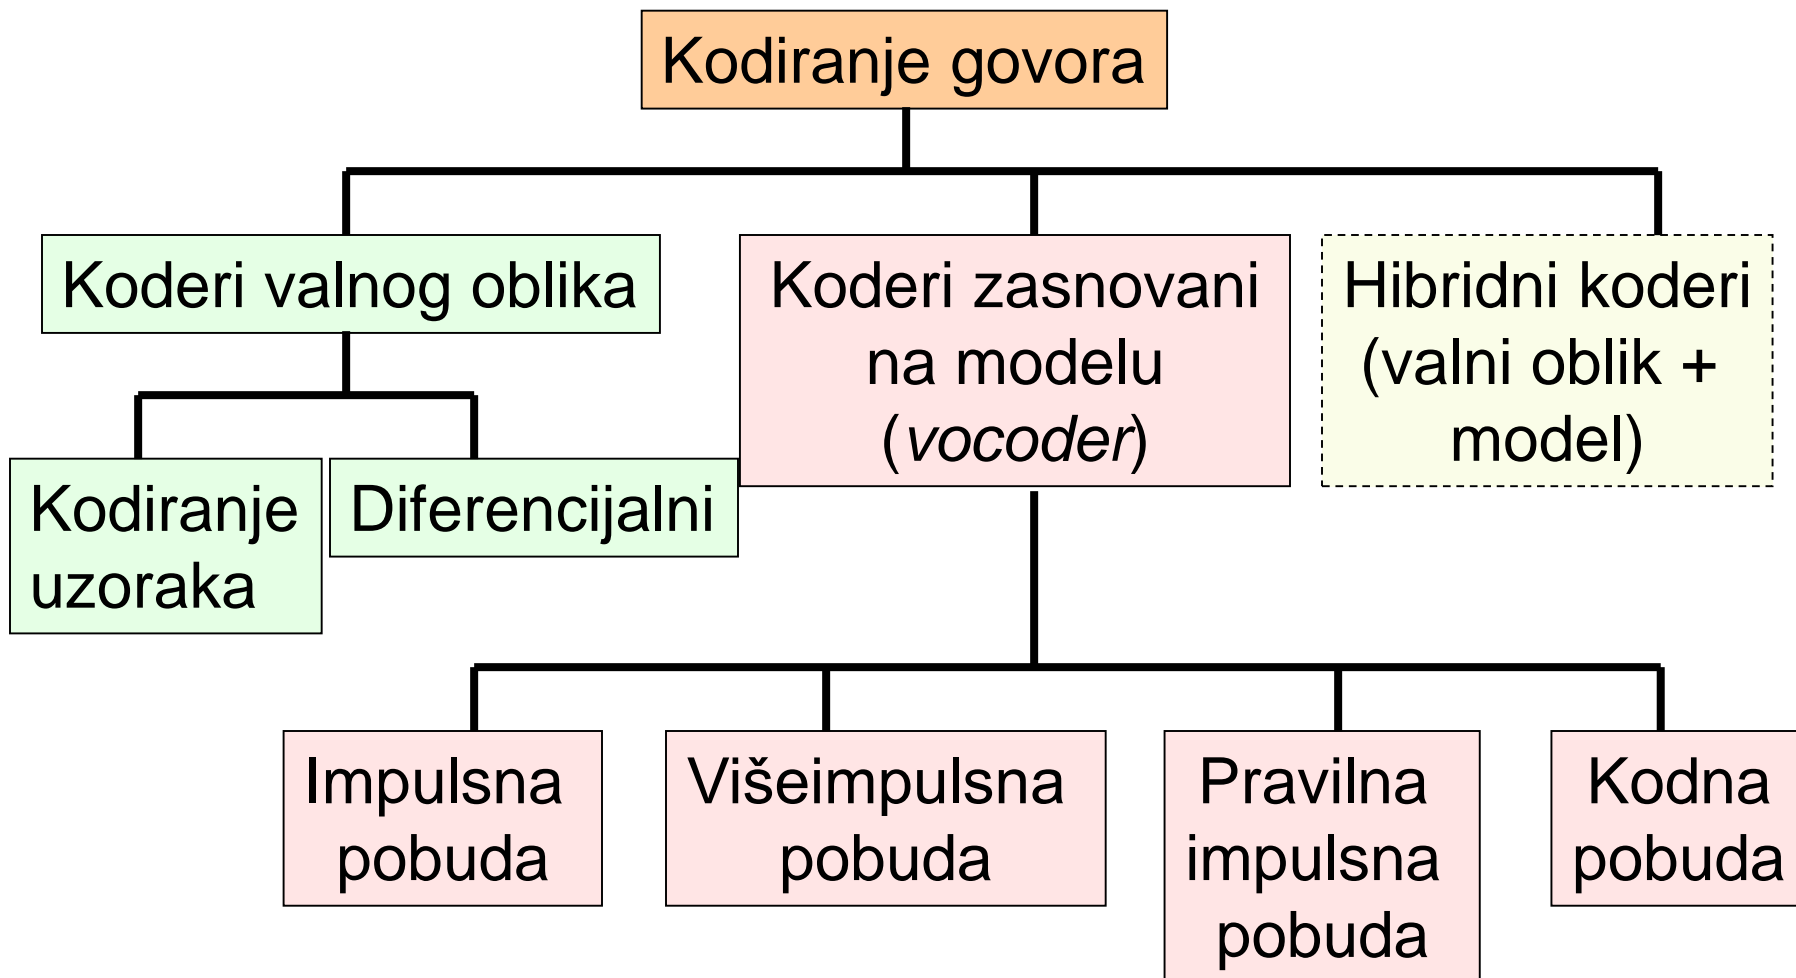 Kodiranje govora
Koderi valnog oblika
Koderi zasnovani
na modelu
(vocoder)
Hibridni koderi
(valni oblik +
model)
Kodiranje
uzoraka
Diferencijalni
Impulsna
pobuda
Višeimpulsna
pobuda
Pravilna
impulsna
pobuda
Kodna
pobuda